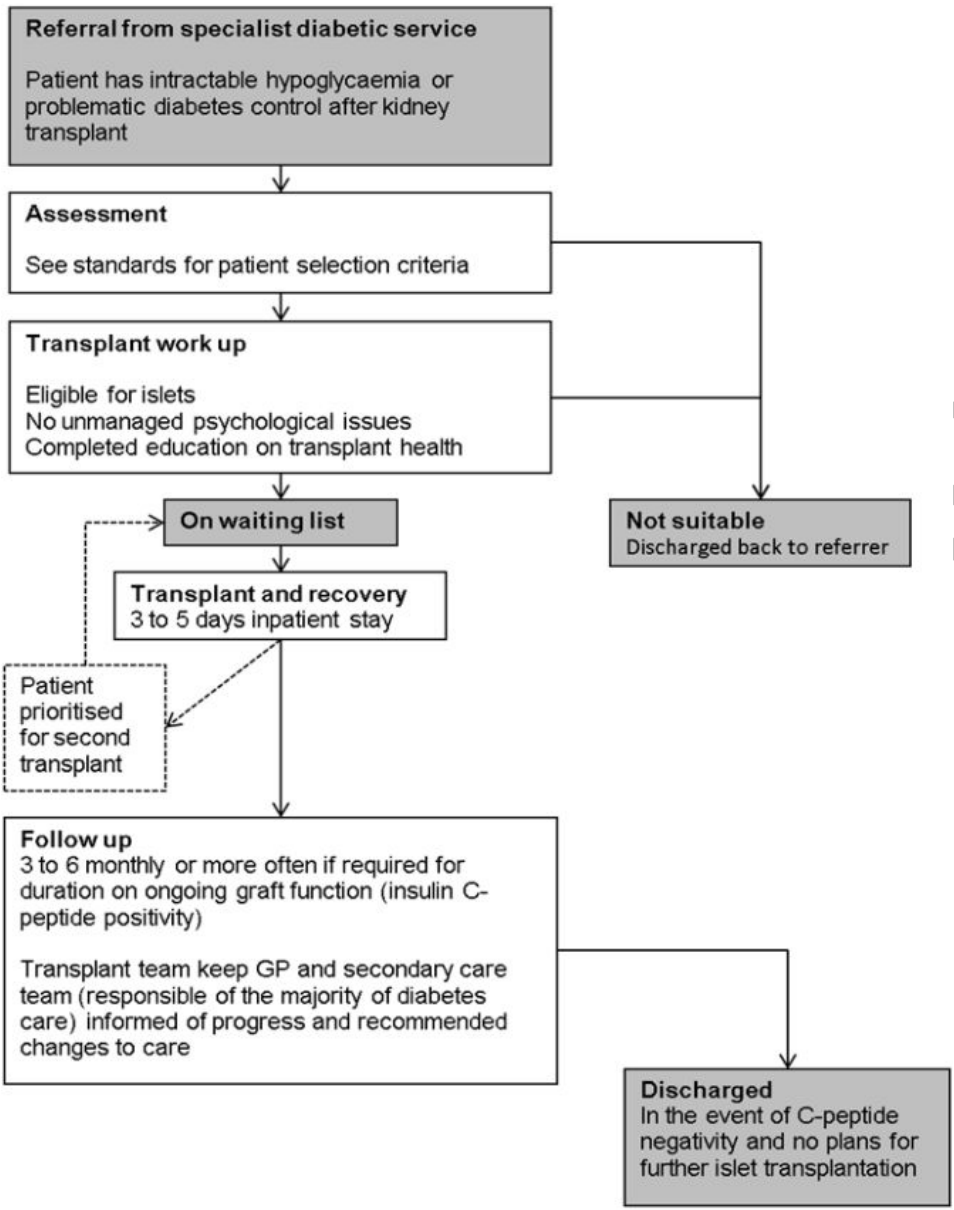 Referral from specialist diabetic service
Patient has intractable hypoglycaemia or
problematic diabetes control after kidney
transplant
Assessment
See standards for patient selection criteria
Transplant work up
Eligible for islets
No unmanaged psychological issues
Completed education on transplant health
On waiting list
Not suitable
Discharged back to referrer
Transplant and recovery
3 to 5 days inpatient stay
Patient
prioritised
for second
transplant
Follow up
3 to 6 monthly or more often if required for
duration on ongoing graft function (insulin C-
peptide positivity)
Transplant team keep GP and secondary care
team (responsible of the majority of diabetes
care) informed of progress and recommended
changes to care
Discharged
In the event of C-peptide
negativity and no plans for
further islet transplantation